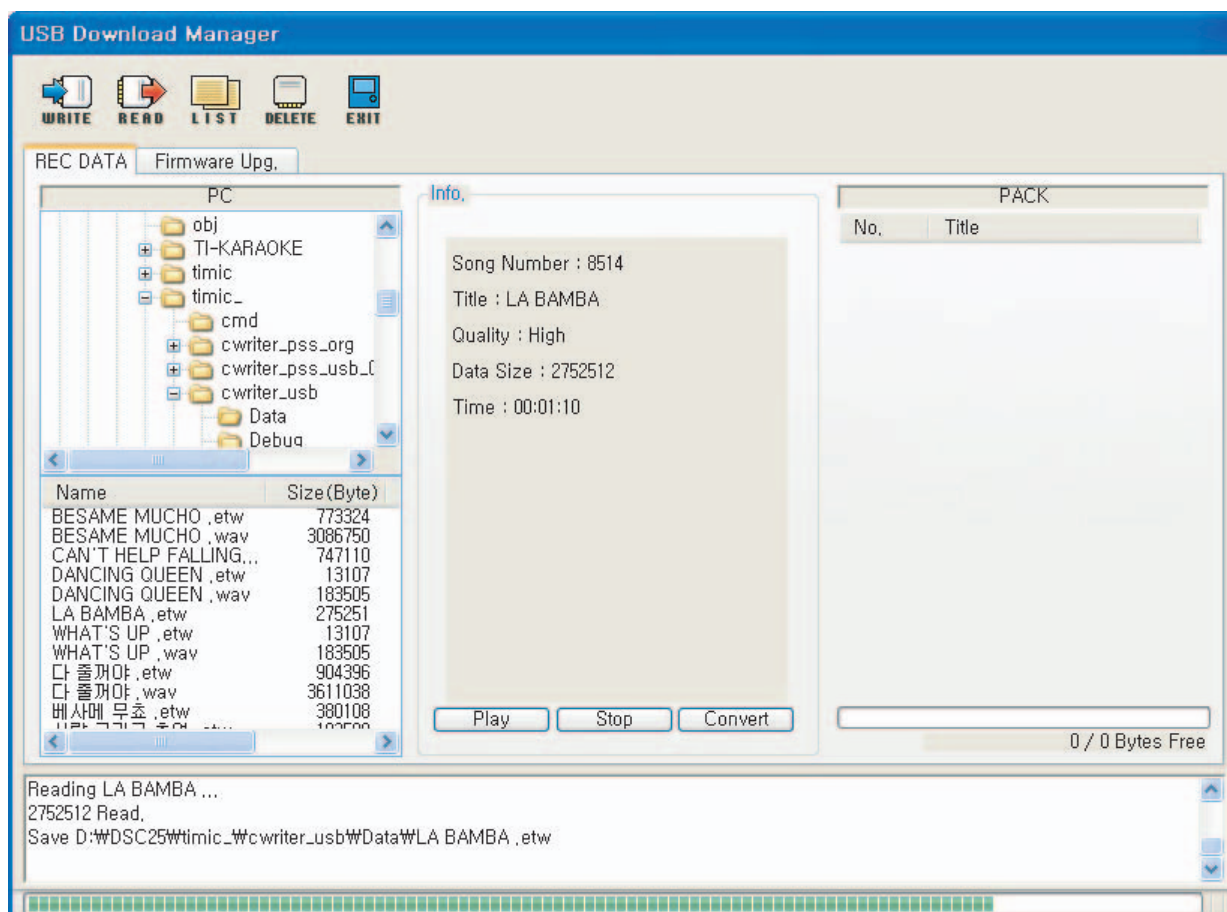 USB Download Manager
WRITE READ LIST DELETE EXIT
REC DATA Firmware Upg.
PC
obj
TI-KARAOKE
timic
timic_
cmd
cwriter_pss_org
cwriter_pss_usb_0
cwriter_usb
Data
Debug
Name Size(Byte)
BESAME MUCHO .etw 773324
BESAME MUCHO .wav 3086750
CAN'T HELP FALLING... 747110
DANCING QUEEN .etw 13107
DANCING QUEEN .wav 183505
LA BAMBA .etw 275251
WHAT'S UP .etw 13107
WHAT'S UP .wav 183505
다 줄꺼야 .etw 904396
다 줄꺼야 .wav 3611038
베사메 무쵸 .etw 380108
Info.
Song Number : 8514
Title : LA BAMBA
Quality : High
Data Size : 2752512
Time : 00:01:10
Play Stop Convert
PACK
No. Title
0 / 0 Bytes Free
Reading LA BAMBA ...
2752512 Read.
Save D:₩DSC25₩timic_₩cwriter_usb₩Data₩LA BAMBA .etw